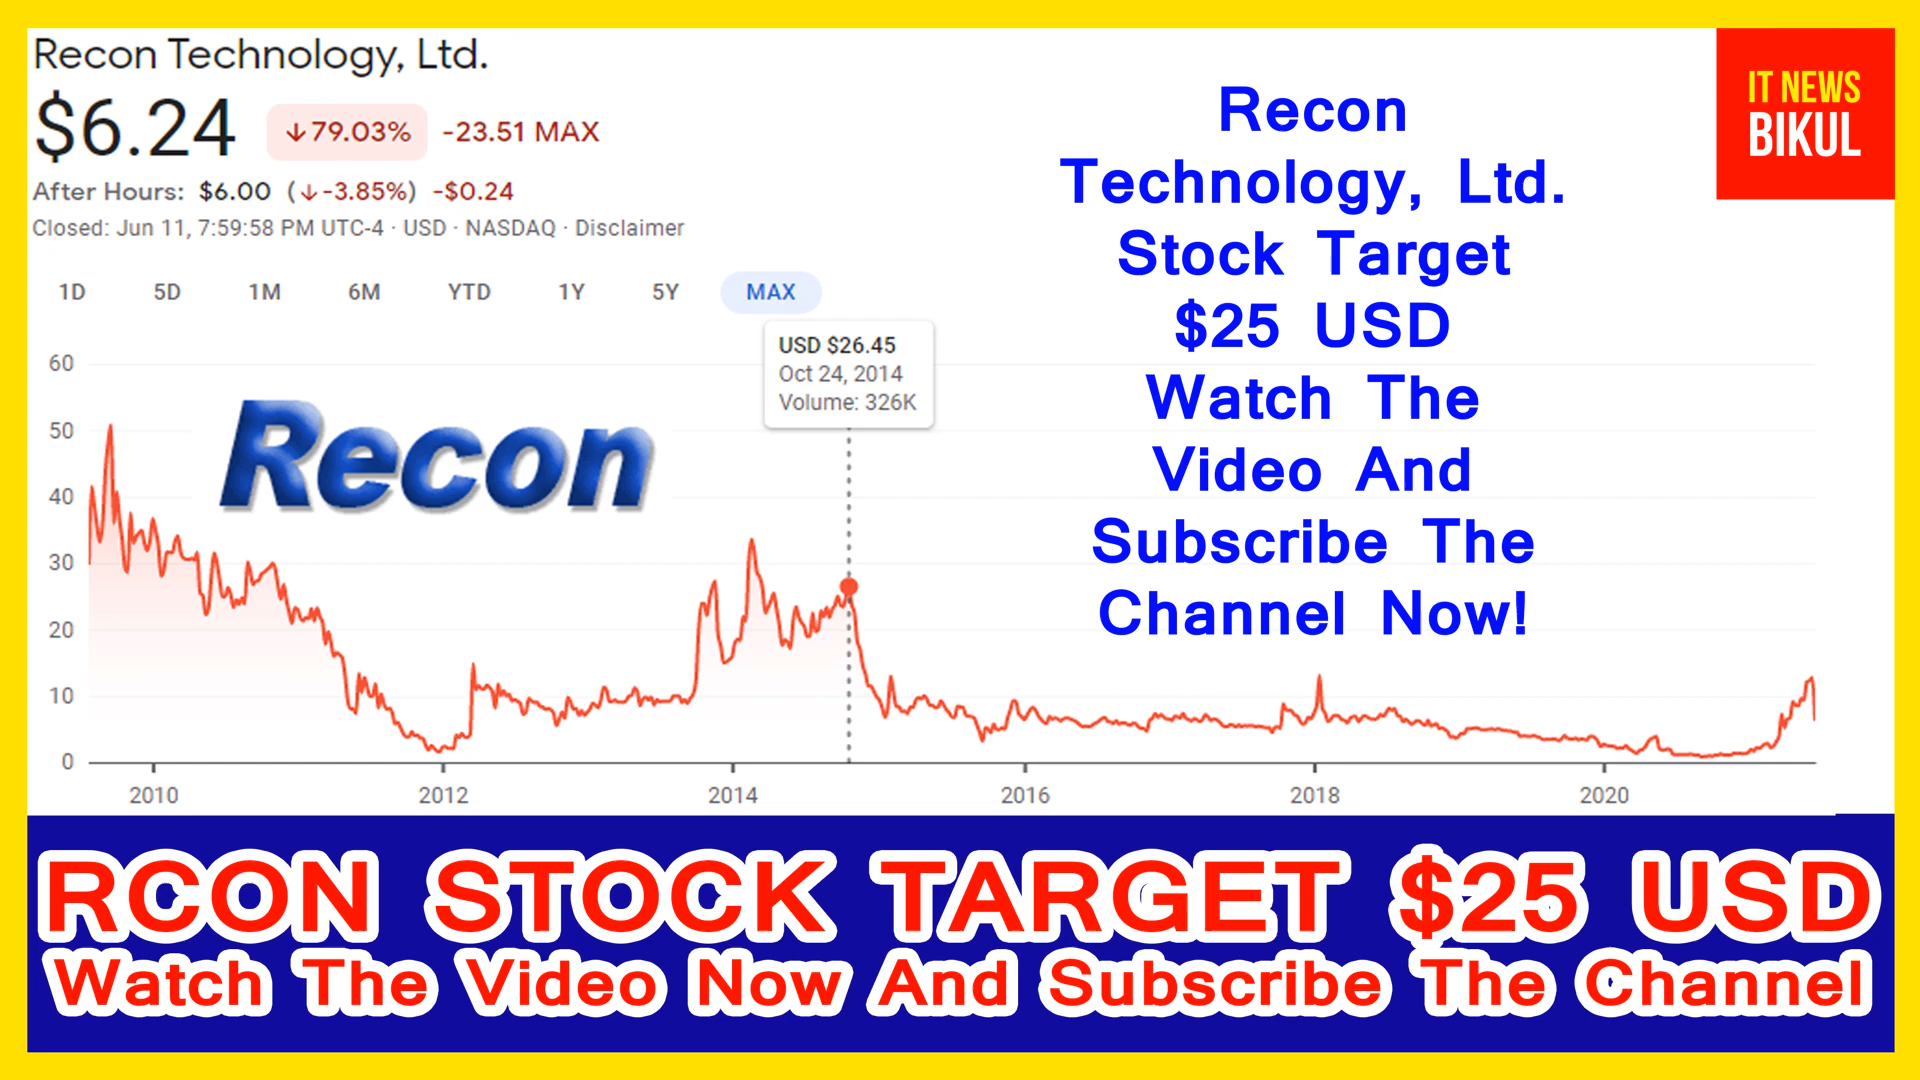 Recon Technology, Ltd.
$6.24 ↓79.03% -23.51 MAX
After Hours: $6.00 (↓-3.85%) -$0.24
Closed: Jun 11, 7:59:58 PM UTC-4 · USD · NASDAQ · Disclaimer
1D 5D 1M 6M YTD 1Y 5Y MAX
USD $26.45
Oct 24, 2014
Volume: 326K
60
50
40
30
20
10
0
2010 2012 2014 2016 2018 2020
Recon
Recon
Technology, Ltd.
Stock Target
$25 USD
Watch The
Video And
Subscribe The
Channel Now!
IT NEWS
BIKUL
RCON STOCK TARGET $25 USD
Watch The Video Now And Subscribe The Channel